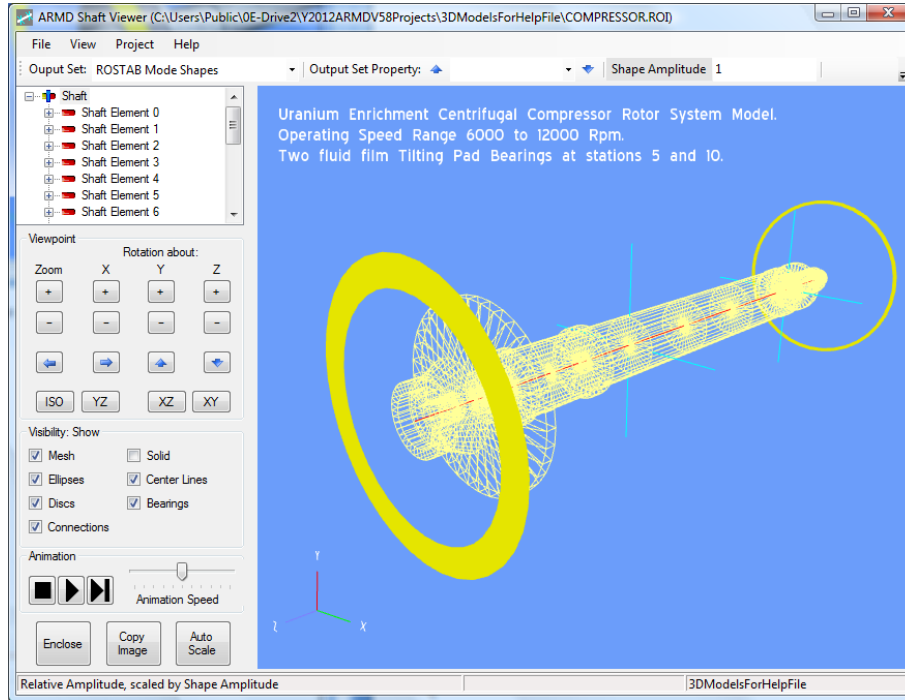 ARMD Shaft Viewer (C:\Users\Public\0E-Drive2\Y2012ARMDV58Projects\3DModelsForHelpFile\COMPRESSOR.ROI)
File View Project Help
Ouput Set: ROSTAB Mode Shapes Output Set Property: Shape Amplitude 1
Shaft
Shaft Element 0
Shaft Element 1
Shaft Element 2
Shaft Element 3
Shaft Element 4
Shaft Element 5
Shaft Element 6
Uranium Enrichment Centrifugal Compressor Rotor System Model.
Operating Speed Range 6000 to 12000 Rpm.
Two fluid film Tilting Pad Bearings at stations 5 and 10.
Viewpoint
Rotation about:
Zoom X Y Z
+ + + +
- - - -
ISO YZ XZ XY
Visibility: Show
Mesh Solid
Ellipses Center Lines
Discs Bearings
Connections
Animation
Animation Speed
Enclose Copy Image Auto Scale
Y
Z X
Relative Amplitude, scaled by Shape Amplitude 3DModelsForHelpFile